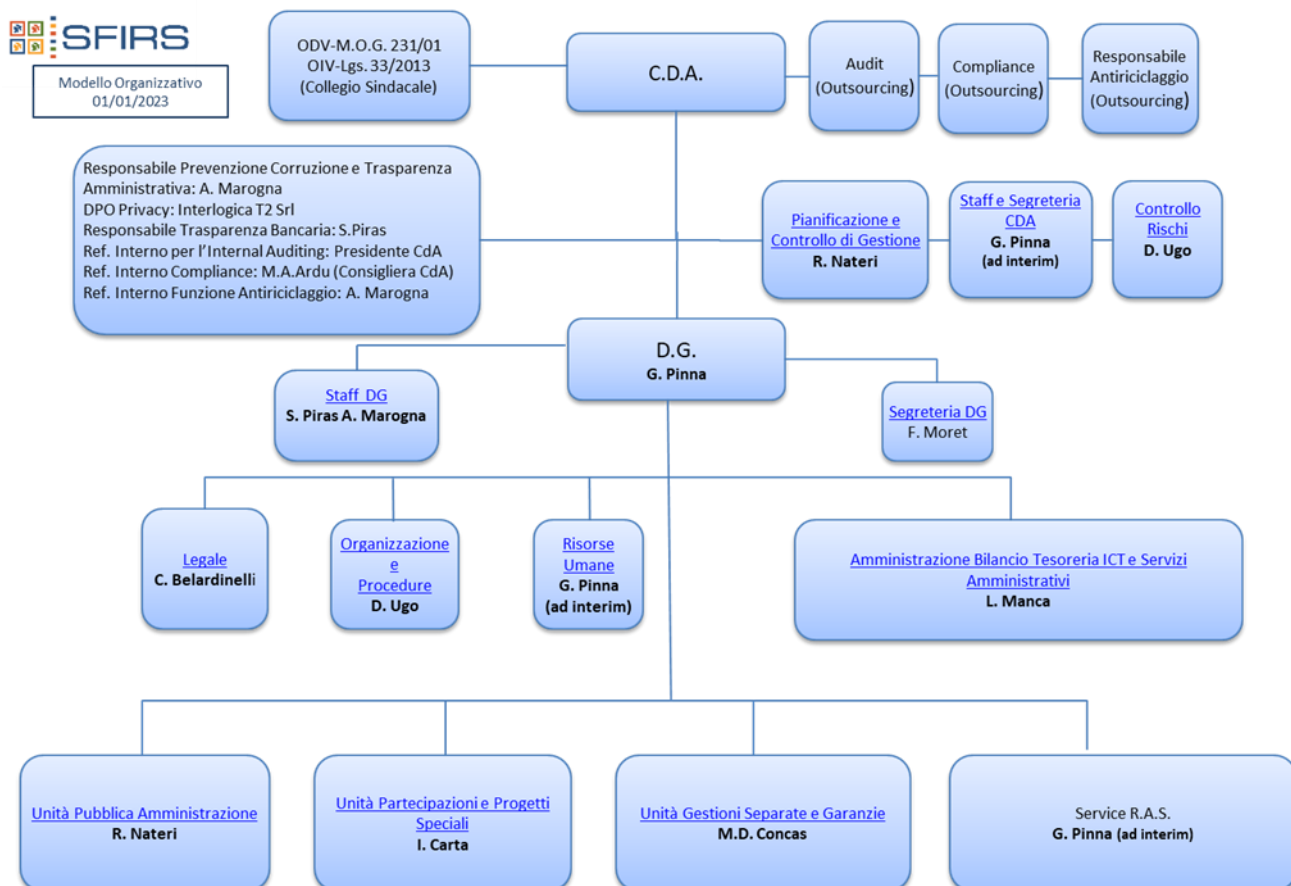 SFIRS
Modello Organizzativo
01/01/2023
ODV-M.O.G. 231/01
OIV-Lgs. 33/2013
(Collegio Sindacale)
C.D.A.
Audit
(Outsourcing)
Compliance
(Outsourcing)
Responsabile
Antiriciclaggio
(Outsourcing)
Responsabile Prevenzione Corruzione e Trasparenza
Amministrativa: A. Marogna
DPO Privacy: Interlogica T2 Srl
Responsabile Trasparenza Bancaria: S.Piras
Ref. Interno per l'Internal Auditing: Presidente CdA
Ref. Interno Compliance: M.A.Ardu (Consigliera CdA)
Ref. Interno Funzione Antiriciclaggio: A. Marogna
Pianificazione e
Controllo di Gestione
R. Nateri
Staff e Segreteria
CDA
G. Pinna
(ad interim)
Controllo
Rischi
D. Ugo
D.G.
G. Pinna
Staff DG
S. Piras A. Marogna
Segreteria DG
F. Moret
Legale
C. Belardinelli
Organizzazione
e
Procedure
D. Ugo
Risorse
Umane
G. Pinna
(ad interim)
Amministrazione Bilancio Tesoreria ICT e Servizi
Amministrativi
L. Manca
Unità Pubblica Amministrazione
R. Nateri
Unità Partecipazioni e Progetti
Speciali
I. Carta
Unità Gestioni Separate e Garanzie
M.D. Concas
Service R.A.S.
G. Pinna (ad interim)